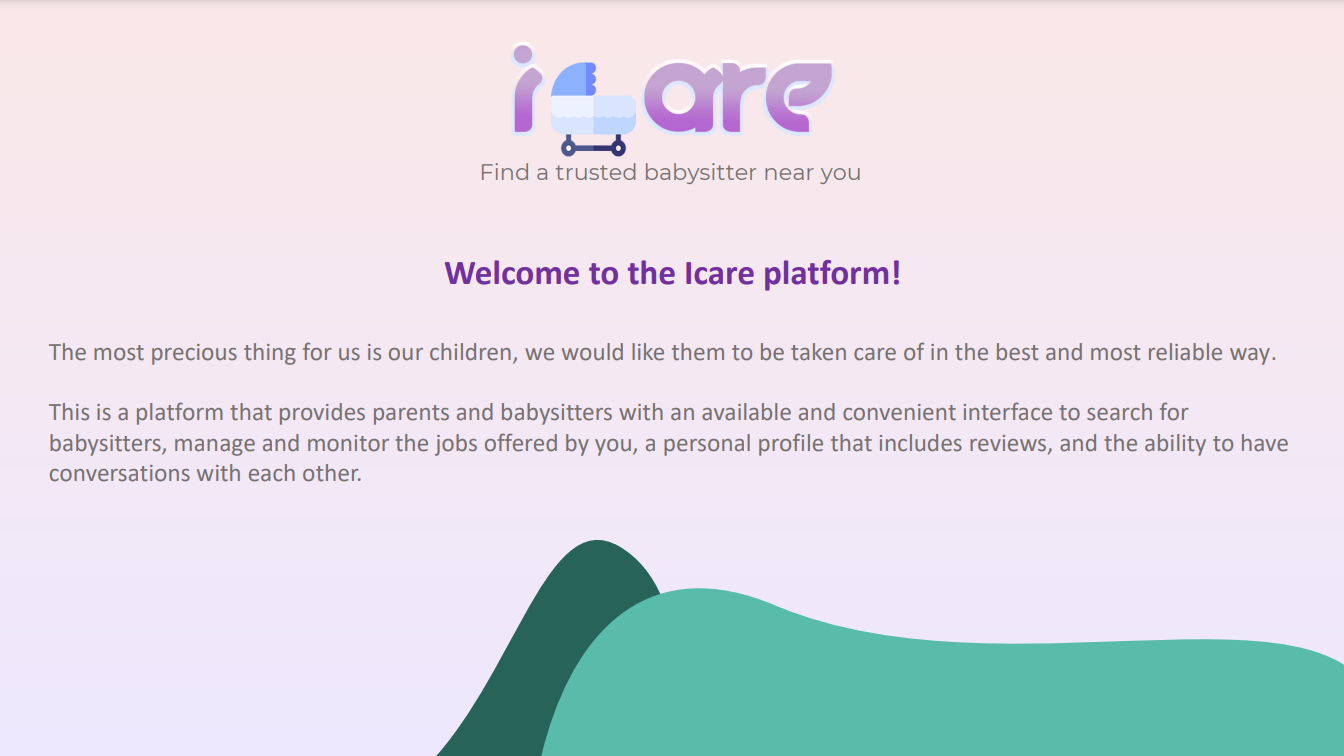 icare
Find a trusted babysitter near you
Welcome to the Icare platform!
The most precious thing for us is our children, we would like them to be taken care of in the best and most reliable way.
This is a platform that provides parents and babysitters with an available and convenient interface to search for
babysitters, manage and monitor the jobs offered by you, a personal profile that includes reviews, and the ability to have
conversations with each other.